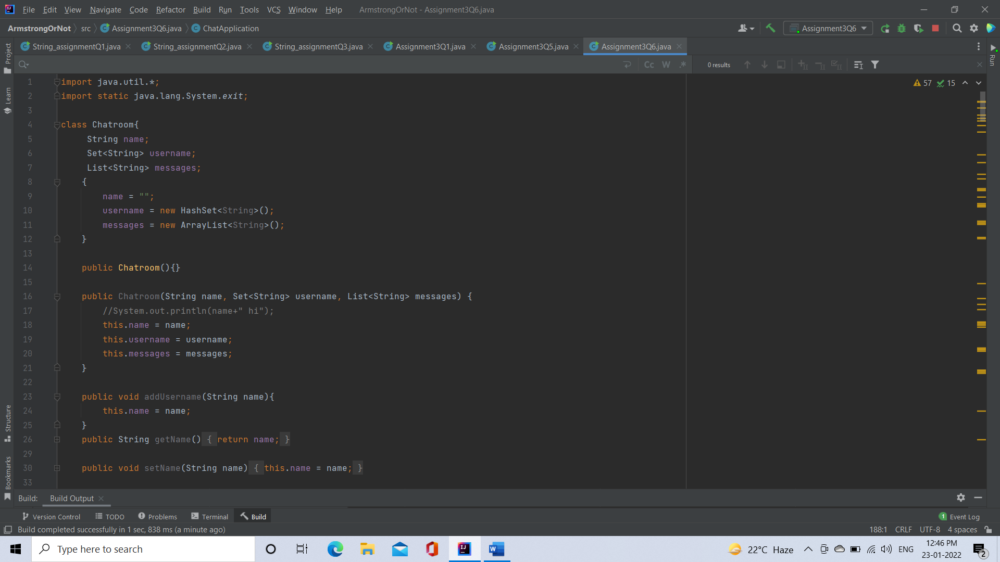 File Edit View Navigate Code Refactor Build Run Tools VCS Window Help ArmstrongOrNot - Assignment3Q6.java
ArmstrongOrNot src Assignment3Q6.java ChatApplication Assignment3Q6
String_assignmentQ1.java String_assignmentQ2.java String_assignmentQ3.java Assignment3Q1.java Assignment3Q5.java Assignment3Q6.java
Cc W .* 0 results
Project
Learn
Structure
Bookmarks
Run
57 15
1 import java.util.*;
2 import static java.lang.System.exit;
3
4 class Chatroom{
5 String name;
6 Set<String> username;
7 List<String> messages;
8 {
9 name = "";
10 username = new HashSet<String>();
11 messages = new ArrayList<String>();
12 }
13
14 public Chatroom(){}
15
16 public Chatroom(String name, Set<String> username, List<String> messages) {
17 //System.out.println(name+" hi");
18 this.name = name;
19 this.username = username;
20 this.messages = messages;
21 }
22
23 public void addUsername(String name){
24 this.name = name;
25 }
26 public String getName() { return name; }
29
30 public void setName(String name) { this.name = name; }
33
Build: Build Output
Version Control TODO Problems Terminal Build 1 Event Log
Build completed successfully in 1 sec, 838 ms (a minute ago) 188:1 CRLF UTF-8 4 spaces
Type here to search 22°C Haze ENG 12:46 PM
23-01-2022 2